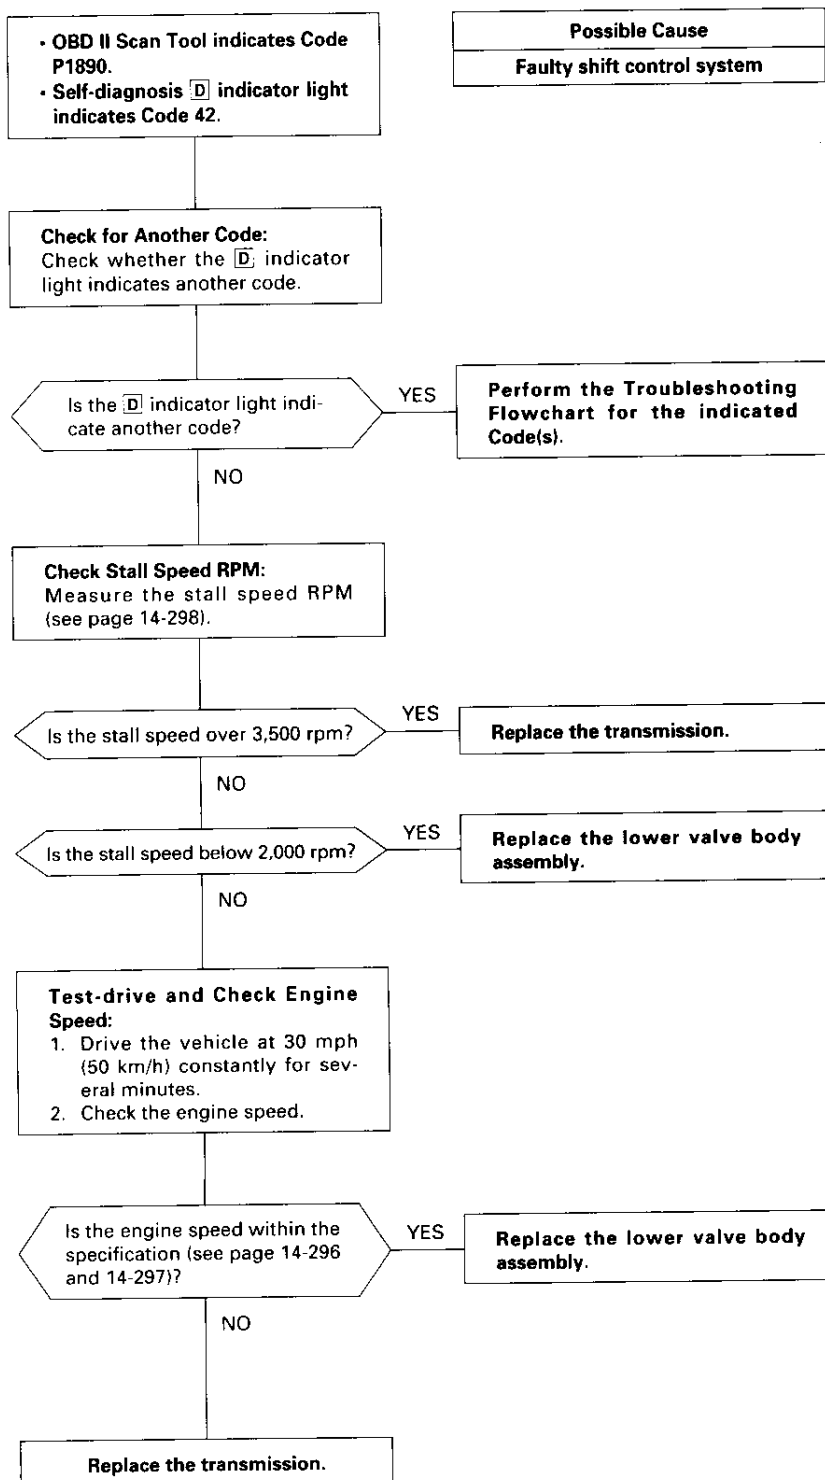 • OBD II Scan Tool indicates Code
P1890.
• Self-diagnosis D indicator light
indicates Code 42.
Possible Cause
Faulty shift control system
Check for Another Code:
Check whether the D indicator
light indicates another code.
Is the D indicator light indi-
cate another code?
YES
Perform the Troubleshooting
Flowchart for the indicated
Code(s).
NO
Check Stall Speed RPM:
Measure the stall speed RPM
(see page 14-298).
Is the stall speed over 3,500 rpm?
YES
Replace the transmission.
NO
Is the stall speed below 2,000 rpm?
YES
Replace the lower valve body
assembly.
NO
Test-drive and Check Engine
Speed:
1. Drive the vehicle at 30 mph
(50 km/h) constantly for sev-
eral minutes.
2. Check the engine speed.
Is the engine speed within the
specification (see page 14-296
and 14-297)?
YES
Replace the lower valve body
assembly.
NO
Replace the transmission.